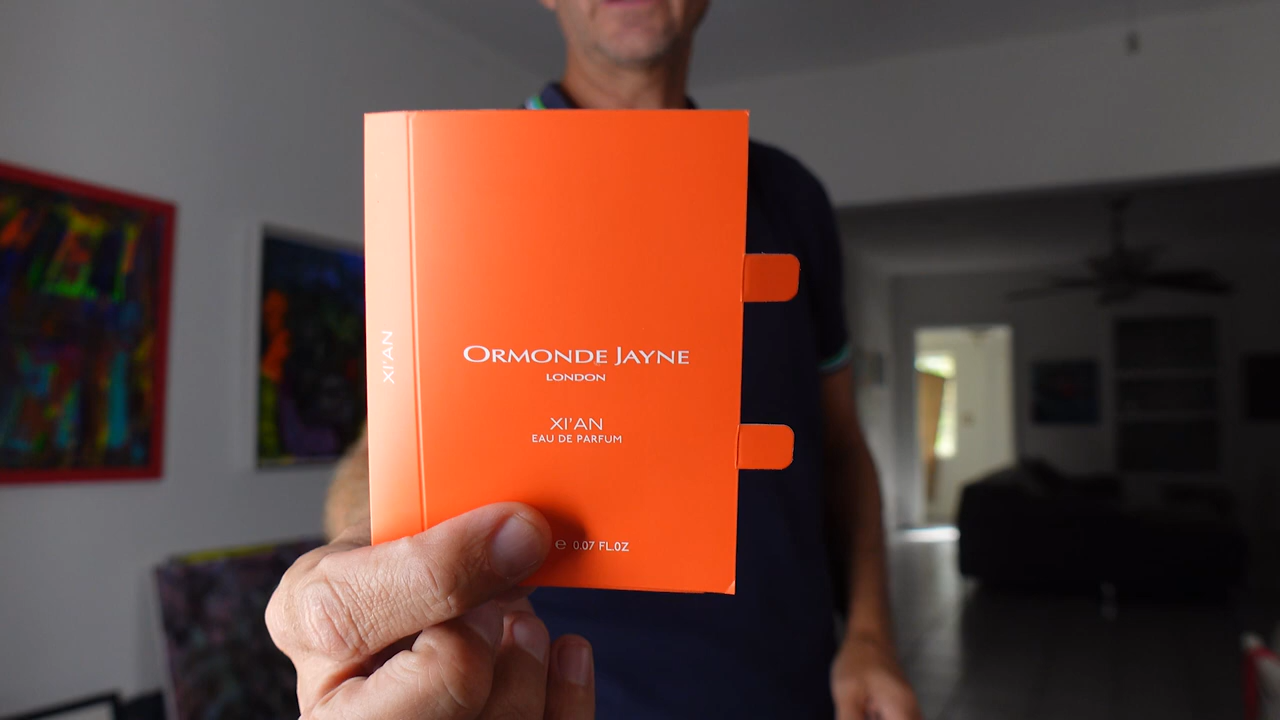 XI'AN
ORMONDE JAYNE
LONDON
XI'AN
EAU DE PARFUM
℮ 0.07 FL.OZ